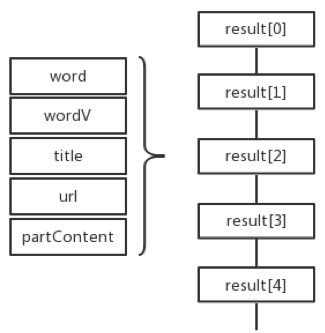 word
wordV
title
url
partContent
result[0]
result[1]
result[2]
result[3]
result[4]